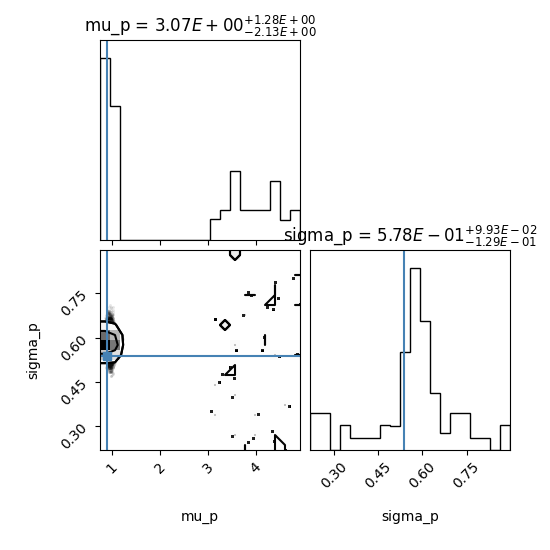 mu_p = 3.07E + 00^{+1.28E+00}_{-2.13E+00}
sigma_p = 5.78E − 01^{+9.93E−02}_{−1.29E−01}
0.75
0.60
0.45
0.30
sigma_p
1
2
3
4
mu_p
0.30
0.45
0.60
0.75
sigma_p